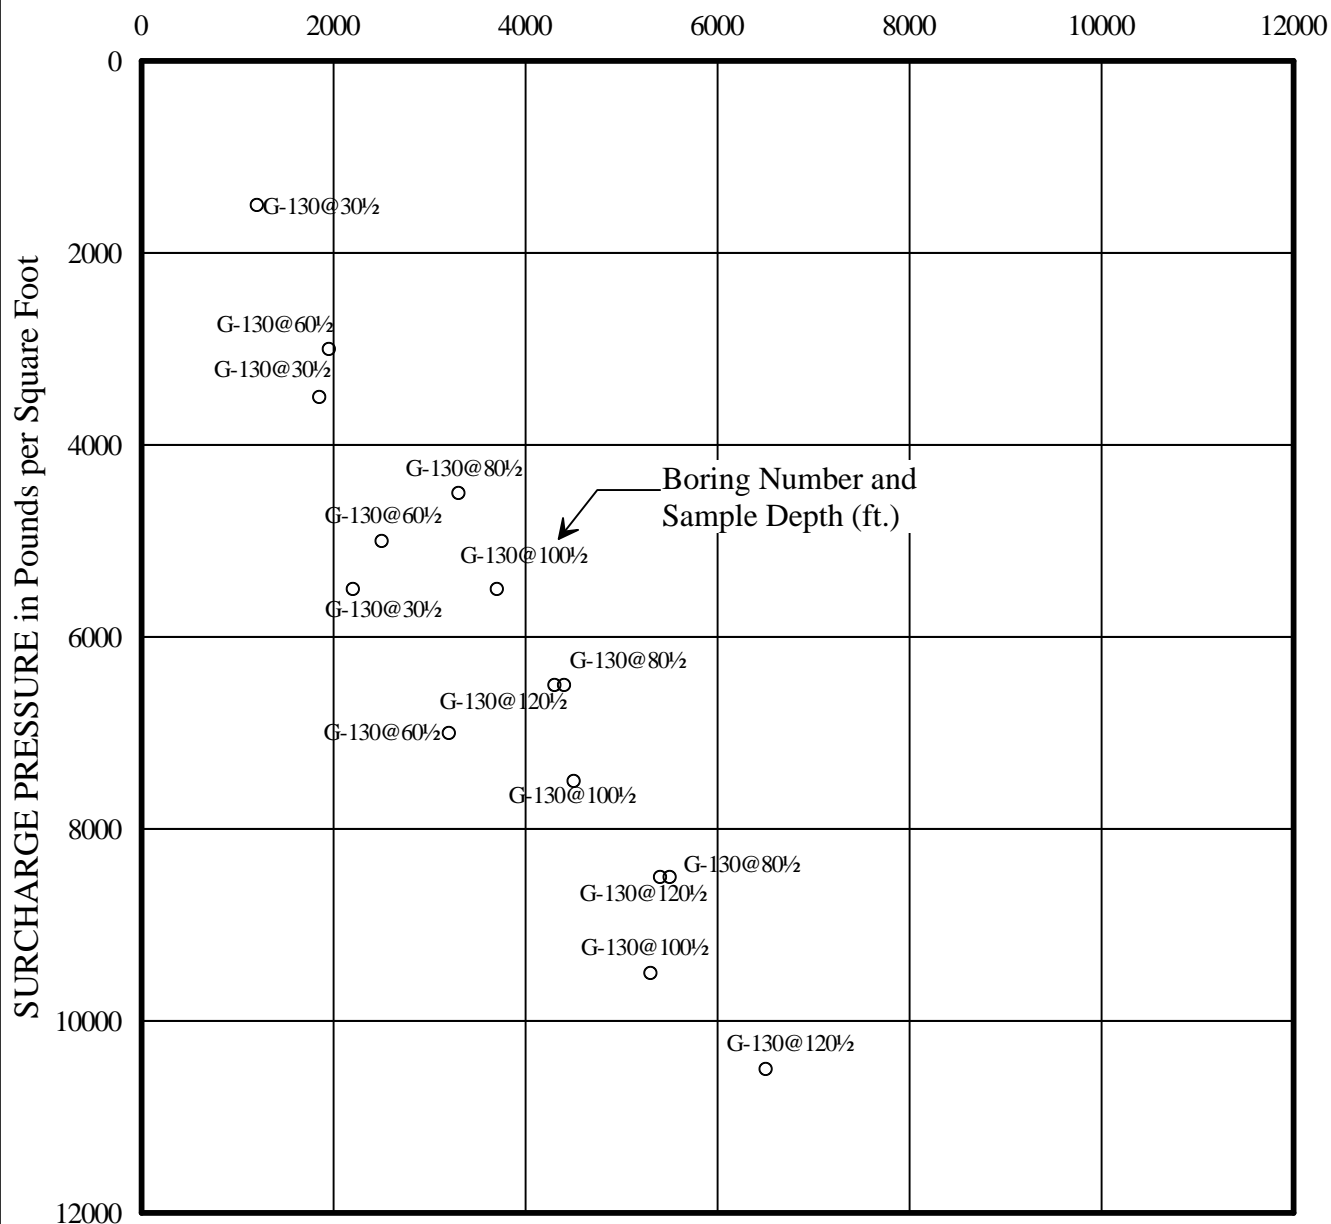 0 2000 4000 6000 8000 10000 12000
0
G-130@30½
2000
G-130@60½
G-130@30½
4000
G-130@80½
Boring Number and
Sample Depth (ft.)
G-130@60½
G-130@100½
G-130@30½
6000
G-130@80½
G-130@120½
G-130@60½
G-130@100½
8000
G-130@80½
G-130@120½
G-130@100½
10000
G-130@120½
12000
SURCHARGE PRESSURE in Pounds per Square Foot